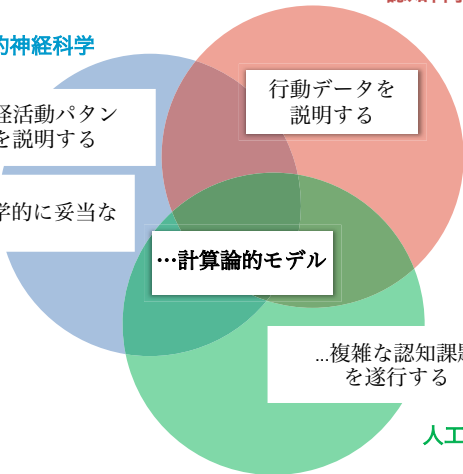 的神経科学
行動データを
説明する
経活動パタン
を説明する
学的に妥当な
…計算論的モデル
...複雑な認知課題
を遂行する
人工